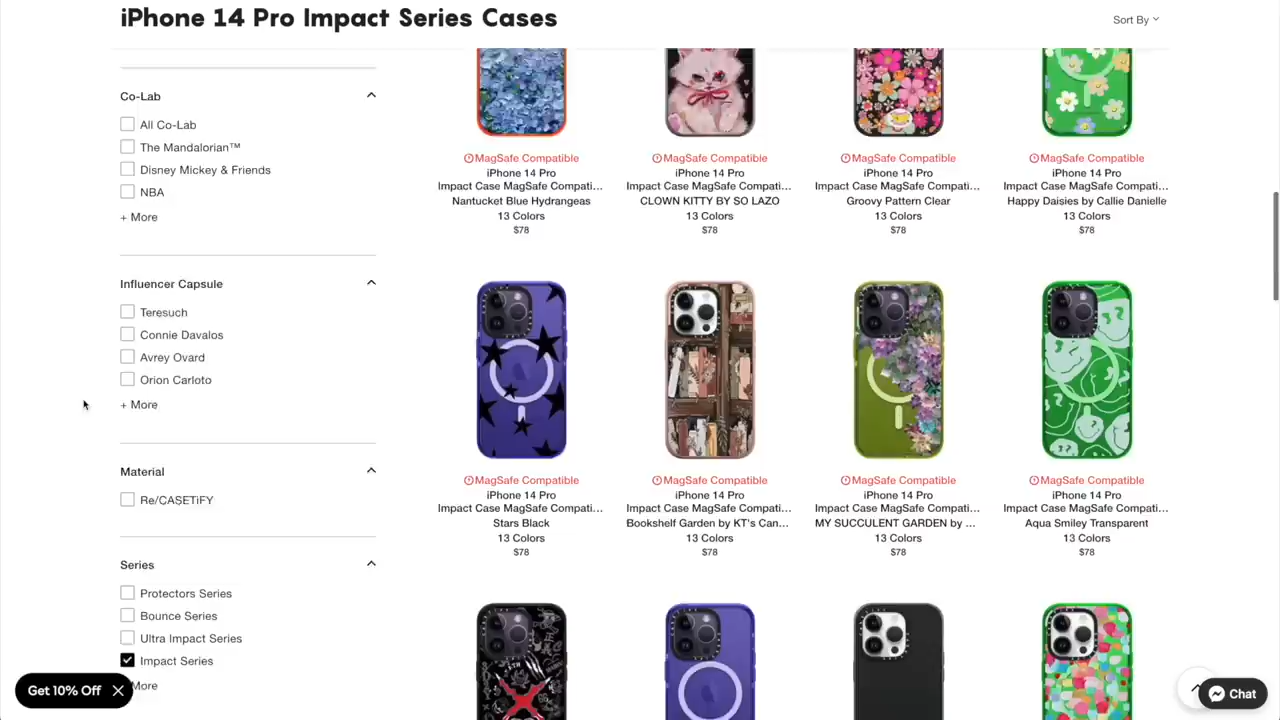 iPhone 14 Pro Impact Series Cases
Sort By
Co-Lab
All Co-Lab
The Mandalorian™
Disney Mickey & Friends
NBA
+ More
Influencer Capsule
Teresuch
Connie Davalos
Avrey Ovard
Orion Carloto
+ More
Material
Re/CASETiFY
Series
Protectors Series
Bounce Series
Ultra Impact Series
Impact Series
More
Get 10% Off
MagSafe Compatible
iPhone 14 Pro
Impact Case MagSafe Compati...
Nantucket Blue Hydrangeas
13 Colors
$78
MagSafe Compatible
iPhone 14 Pro
Impact Case MagSafe Compati...
CLOWN KITTY BY SO LAZO
13 Colors
$78
MagSafe Compatible
iPhone 14 Pro
Impact Case MagSafe Compati...
Groovy Pattern Clear
13 Colors
$78
MagSafe Compatible
iPhone 14 Pro
Impact Case MagSafe Compati...
Happy Daisies by Callie Danielle
13 Colors
$78
MagSafe Compatible
iPhone 14 Pro
Impact Case MagSafe Compati...
Stars Black
13 Colors
$78
MagSafe Compatible
iPhone 14 Pro
Impact Case MagSafe Compati...
Bookshelf Garden by KT's Can...
13 Colors
$78
MagSafe Compatible
iPhone 14 Pro
Impact Case MagSafe Compati...
MY SUCCULENT GARDEN by ...
13 Colors
$78
MagSafe Compatible
iPhone 14 Pro
Impact Case MagSafe Compati...
Aqua Smiley Transparent
13 Colors
$78
Chat